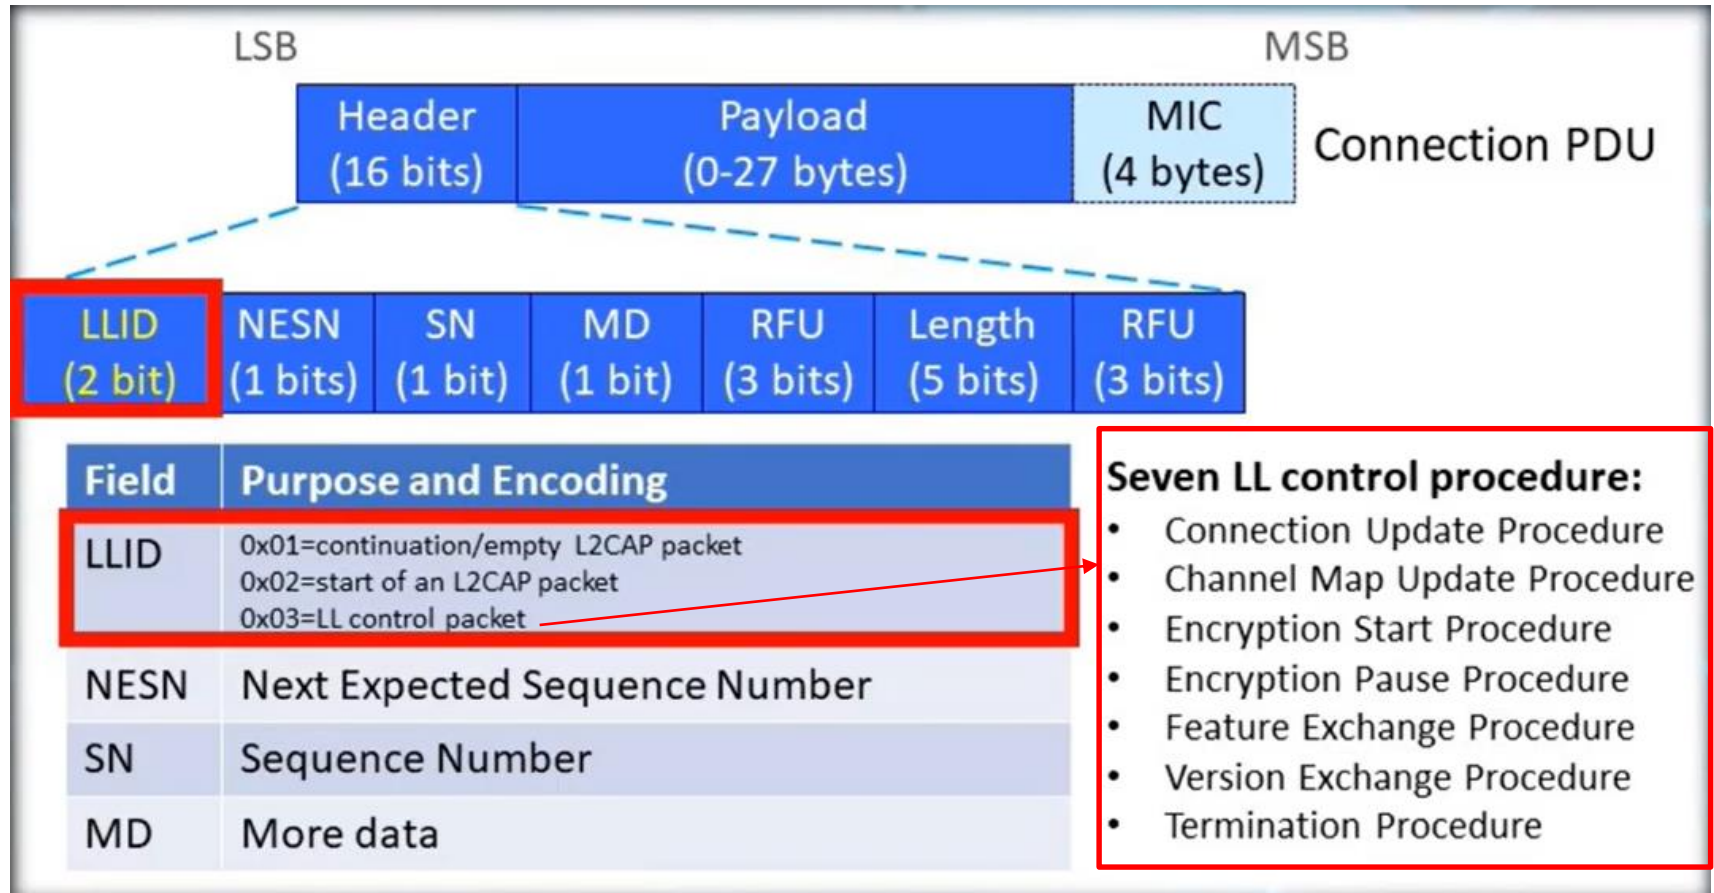 LSB
MSB
Header
(16 bits)
Payload
(0-27 bytes)
MIC
(4 bytes)
Connection PDU
LLID
(2 bit)
NESN
(1 bits)
SN
(1 bit)
MD
(1 bit)
RFU
(3 bits)
Length
(5 bits)
RFU
(3 bits)
Field
Purpose and Encoding
LLID
0x01=continuation/empty L2CAP packet
0x02=start of an L2CAP packet
0x03=LL control packet
NESN
Next Expected Sequence Number
SN
Sequence Number
MD
More data
Seven LL control procedure:
• Connection Update Procedure
• Channel Map Update Procedure
• Encryption Start Procedure
• Encryption Pause Procedure
• Feature Exchange Procedure
• Version Exchange Procedure
• Termination Procedure